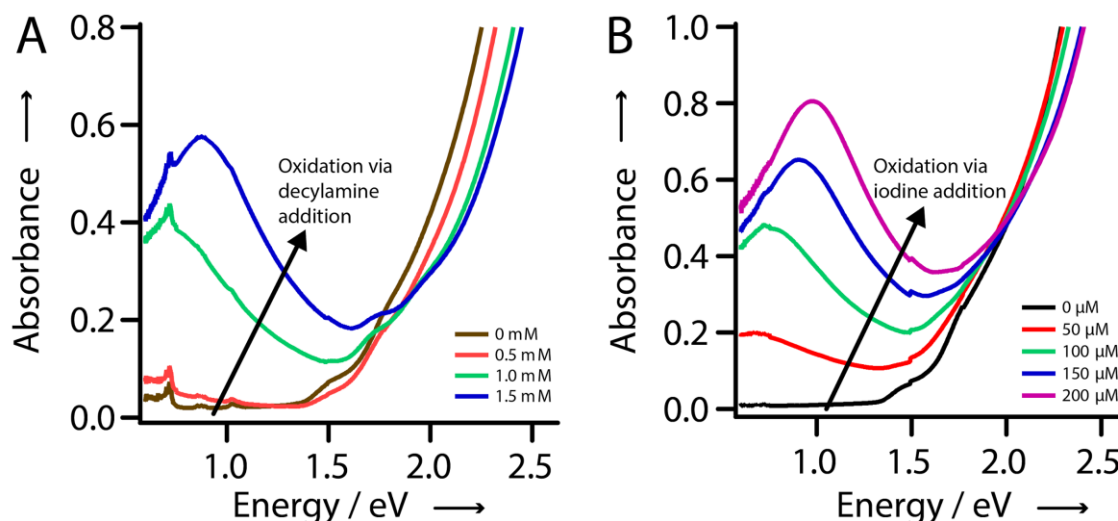 A
0.8
0.6
0.4
0.2
0.0
Absorbance
Oxidation via
decylamine
addition
0 mM
0.5 mM
1.0 mM
1.5 mM
1.0
1.5
2.0
2.5
Energy / eV
B
1.0
0.8
0.6
0.4
0.2
0.0
Absorbance
Oxidation via
iodine addition
0 µM
50 µM
100 µM
150 µM
200 µM
1.0
1.5
2.0
2.5
Energy / eV